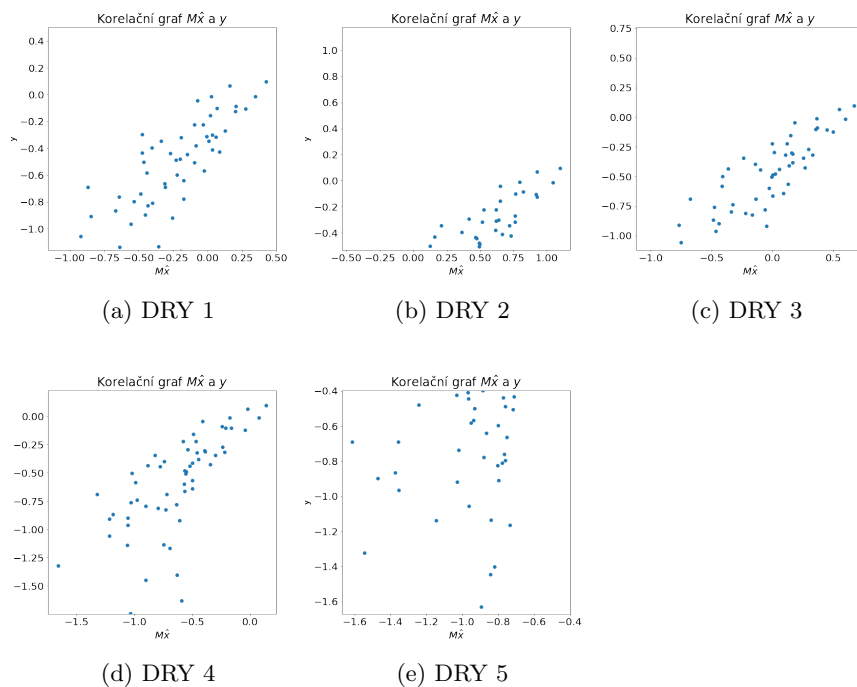 Korelační graf Mx̂ a y
0.4
0.2
0.0
−0.2
−0.4
−0.6
−0.8
−1.0
y
−1.00 −0.75 −0.50 −0.25 0.00 0.25 0.50
Mx̂
(a) DRY 1
Korelační graf Mx̂ a y
1.0
0.8
0.6
0.4
0.2
0.0
−0.2
−0.4
y
−0.50 −0.25 0.00 0.25 0.50 0.75 1.00
Mx̂
(b) DRY 2
Korelační graf Mx̂ a y
0.75
0.50
0.25
0.00
−0.25
−0.50
−0.75
−1.00
y
−1.0 −0.5 0.0 0.5
Mx̂
(c) DRY 3
Korelační graf Mx̂ a y
0.00
−0.25
−0.50
−0.75
−1.00
−1.25
−1.50
y
−1.5 −1.0 −0.5 0.0
Mx̂
(d) DRY 4
Korelační graf Mx̂ a y
−0.4
−0.6
−0.8
−1.0
−1.2
−1.4
−1.6
y
−1.6 −1.4 −1.2 −1.0 −0.8 −0.6 −0.4
Mx̂
(e) DRY 5